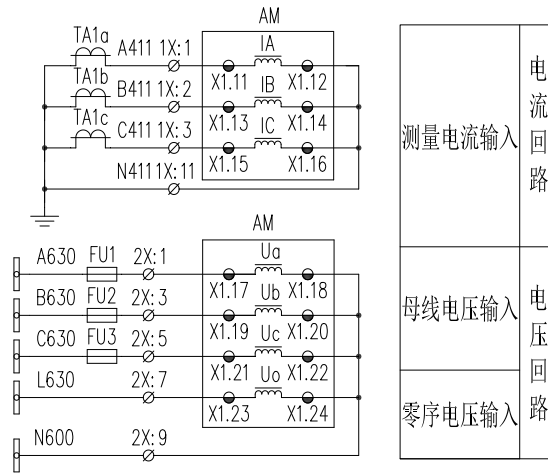 AM
TA1a A411 1X:1 IA
X1.11 X1.12
TA1b B411 1X:2 IB
X1.13 X1.14
TA1c C411 1X:3 IC
X1.15 X1.16
N411 1X:11
测量电流输入
电流回路
AM
A630 FU1 2X:1 Ua
X1.17 X1.18
B630 FU2 2X:3 Ub
X1.19 X1.20
C630 FU3 2X:5 Uc
X1.21 X1.22
L630 2X:7 Uo
X1.23 X1.24
N600 2X:9
母线电压输入
零序电压输入
电压回路